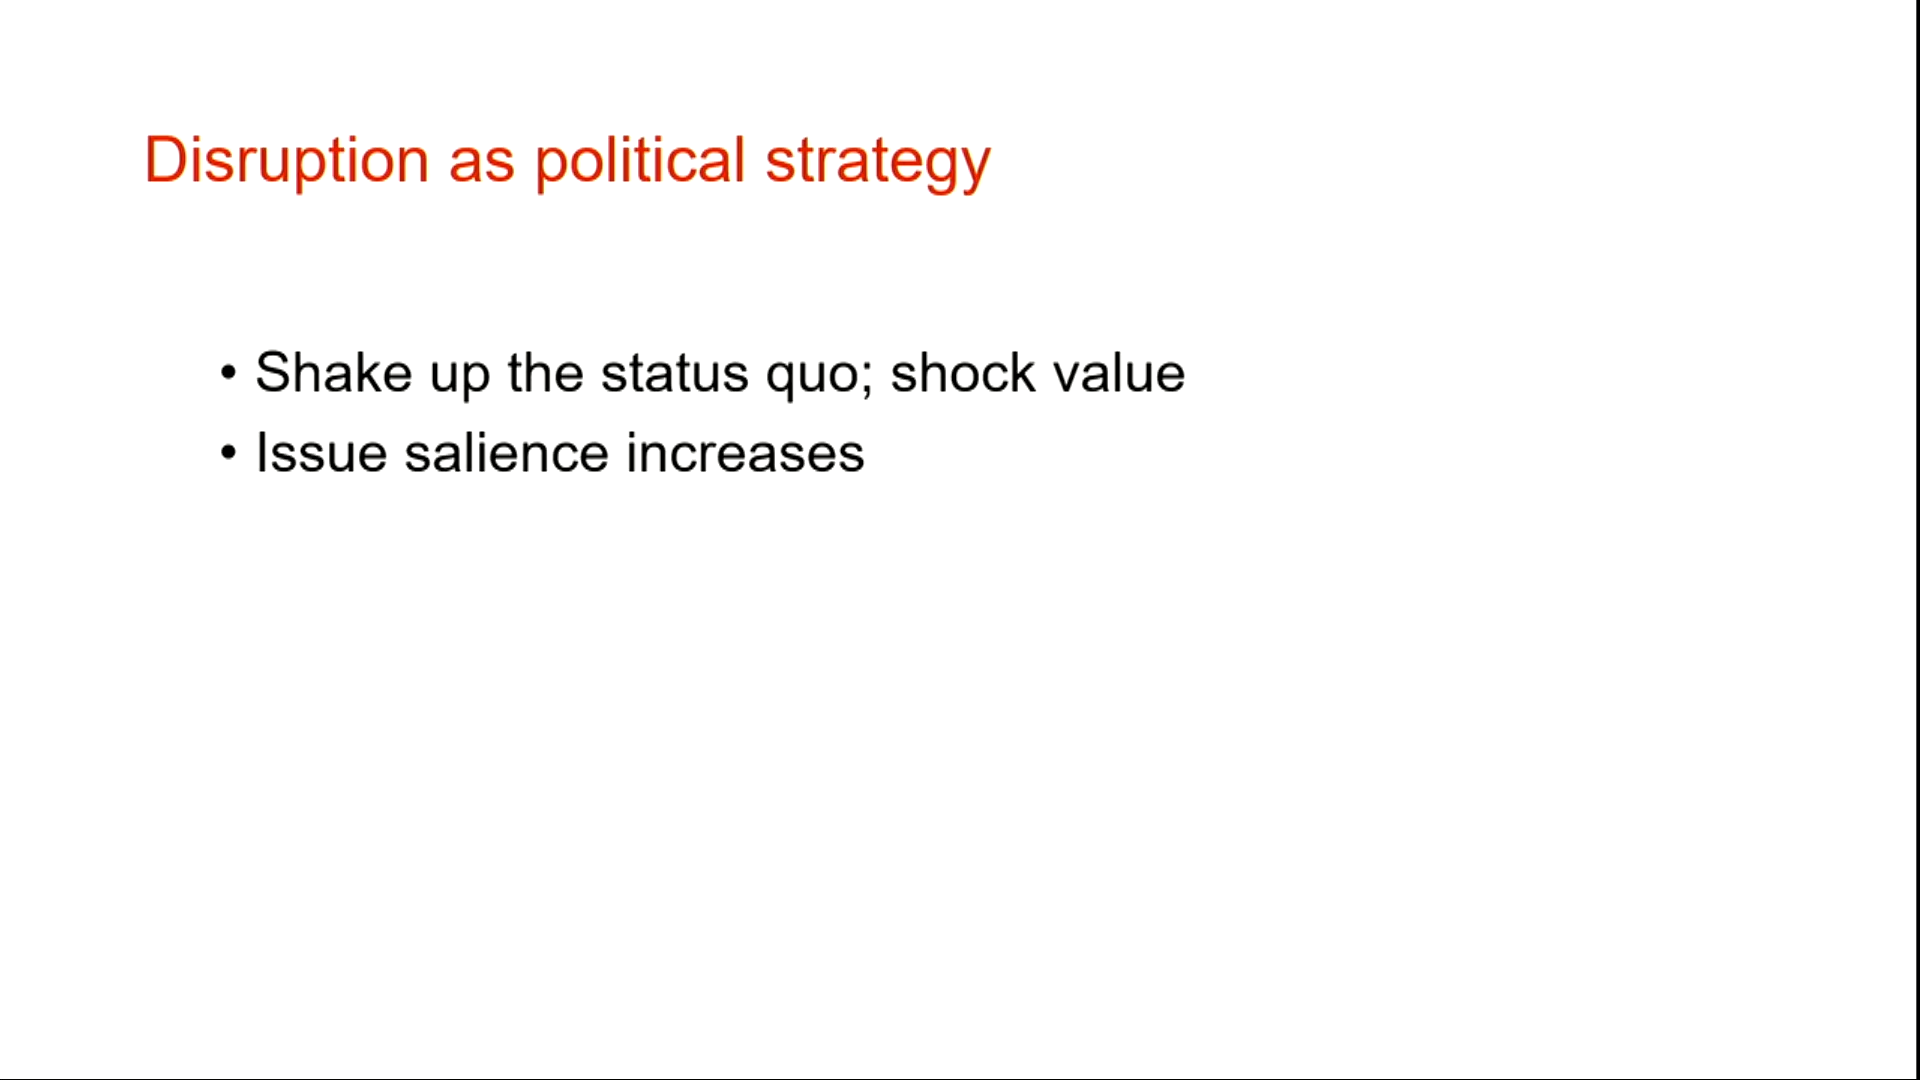 Disruption as political strategy
• Shake up the status quo; shock value
• Issue salience increases